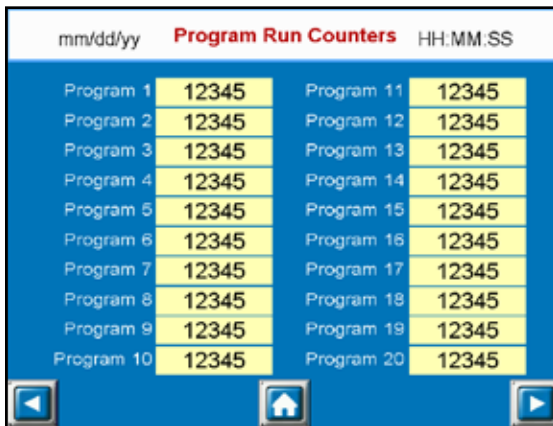 mm/dd/yy Program Run Counters HH:MM:SS
Program 1 12345 Program 11 12345
Program 2 12345 Program 12 12345
Program 3 12345 Program 13 12345
Program 4 12345 Program 14 12345
Program 5 12345 Program 15 12345
Program 6 12345 Program 16 12345
Program 7 12345 Program 17 12345
Program 8 12345 Program 18 12345
Program 9 12345 Program 19 12345
Program 10 12345 Program 20 12345